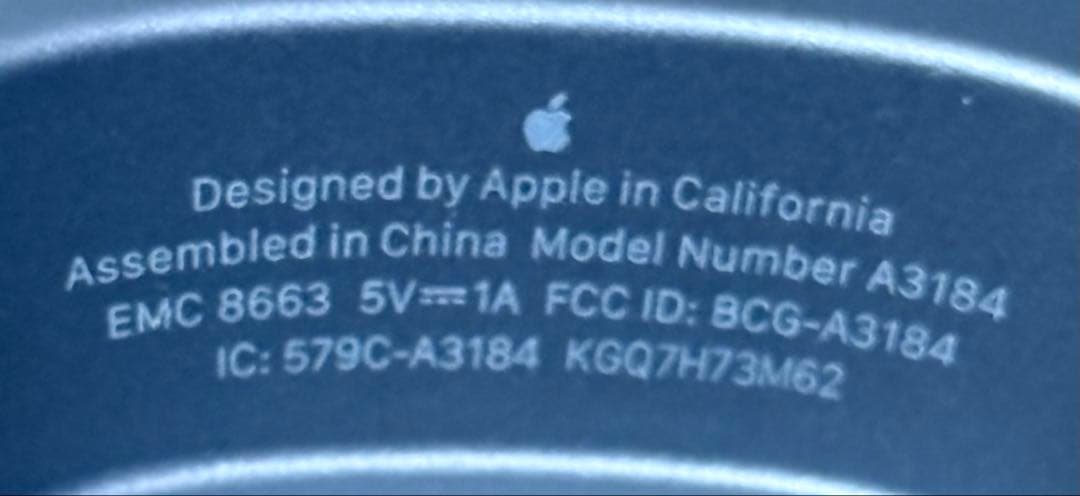 Designed by Apple in California
Assembled in China Model Number A3184
EMC 8663 5V⎓1A FCC ID: BCG-A3184
IC: 579C-A3184 KGQ7H73M62